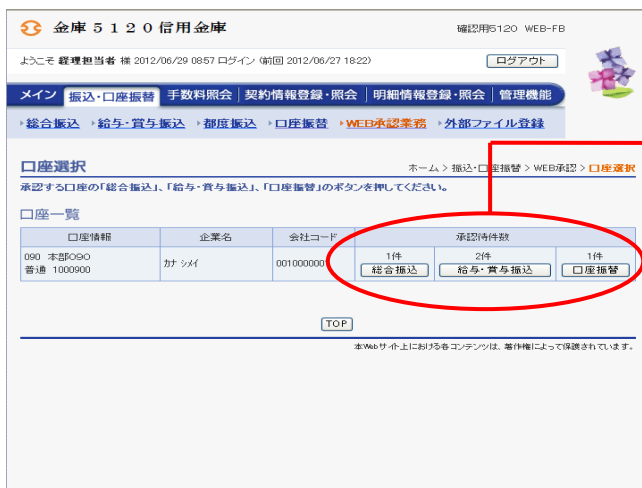 金庫５１２０信用金庫
確認用5120 WEB-FB
ようこそ 経理担当者 様 2012/06/29 08:57 ログイン (前回 2012/06/27 18:22)
ログアウト
メイン 振込・口座振替 手数料照会 契約情報登録・照会 明細情報登録・照会 管理機能
総合振込 給与・賞与振込 都度振込 口座振替 WEB承認業務 外部ファイル登録
口座選択
ホーム > 振込・口座振替 > WEB承認 > 口座選択
承認する口座の「総合振込」、「給与・賞与振込」、「口座振替」のボタンを押してください。
口座一覧
口座情報 企業名 会社コード 承認待件数
090 本部090
普通 1000900
カナ シメイ
0010000001
1件 2件 1件
総合振込 給与・賞与振込 口座振替
TOP
本Webサイト上における各コンテンツは、著作権によって保護されています。